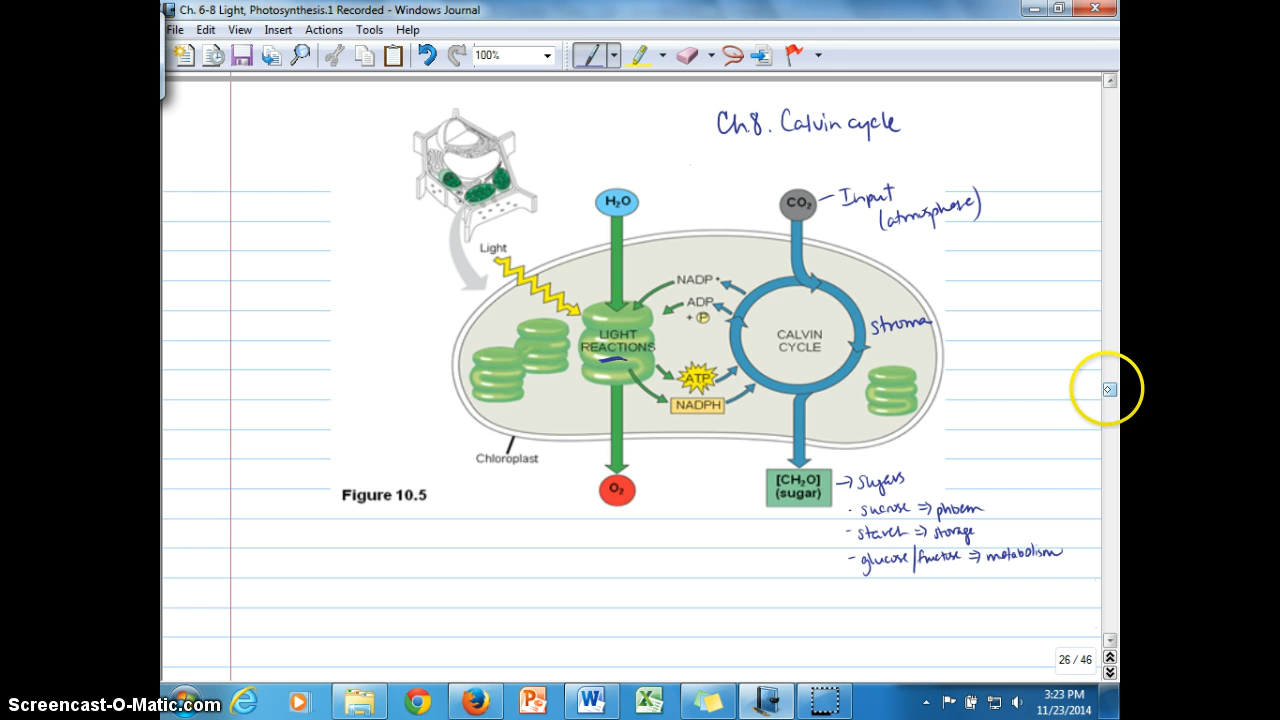 Ch. 6-8 Light, Photosynthesis.1 Recorded - Windows Journal
File Edit View Insert Actions Tools Help
100%
Ch 8. Calvin cycle
H₂O
CO₂ – Input
(atmosphere)
Light
NADP+
ADP
+ P
LIGHT
REACTIONS
CALVIN
CYCLE
stroma
ATP
NADPH
Chloroplast
O₂
[CH₂O]
(sugar)
→ Sugars
· sucrose ⇒ phloem
- starch ⇒ storage
- glucose/fructose ⇒ metabolism
Figure 10.5
26 / 46
3:23 PM
11/23/2014
Screencast-O-Matic.com